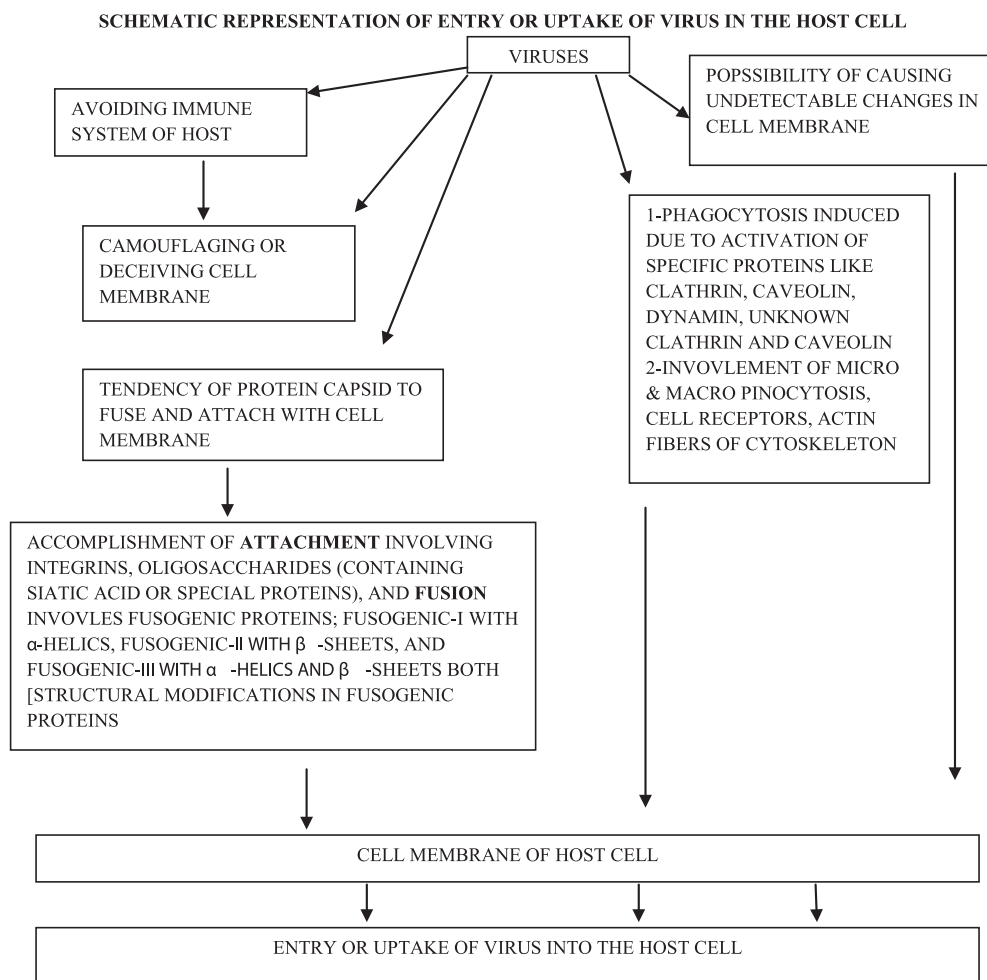 SCHEMATIC REPRESENTATION OF ENTRY OR UPTAKE OF VIRUS IN THE HOST CELL
VIRUSES
AVOIDING IMMUNE
SYSTEM OF HOST
POPSSIBILITY OF CAUSING
UNDETECTABLE CHANGES IN
CELL MEMBRANE
CAMOUFLAGING OR
DECEIVING CELL
MEMBRANE
1-PHAGOCYTOSIS INDUCED
DUE TO ACTIVATION OF
SPECIFIC PROTEINS LIKE
CLATHRIN, CAVEOLIN,
DYNAMIN, UNKNOWN
CLATHRIN AND CAVEOLIN
2-INVOVLEMENT OF MICRO
& MACRO PINOCYTOSIS,
CELL RECEPTORS, ACTIN
FIBERS OF CYTOSKELETON
TENDENCY OF PROTEIN CAPSID TO
FUSE AND ATTACH WITH CELL
MEMBRANE
ACCOMPLISHMENT OF ATTACHMENT INVOLVING
INTEGRINS, OLIGOSACCHARIDES (CONTAINING
SIATIC ACID OR SPECIAL PROTEINS), AND FUSION
INVOVLES FUSOGENIC PROTEINS; FUSOGENIC-I WITH
α-HELICS, FUSOGENIC-II WITH β -SHEETS, AND
FUSOGENIC-III WITH α -HELICS AND β -SHEETS BOTH
[STRUCTURAL MODIFICATIONS IN FUSOGENIC
PROTEINS
CELL MEMBRANE OF HOST CELL
ENTRY OR UPTAKE OF VIRUS INTO THE HOST CELL